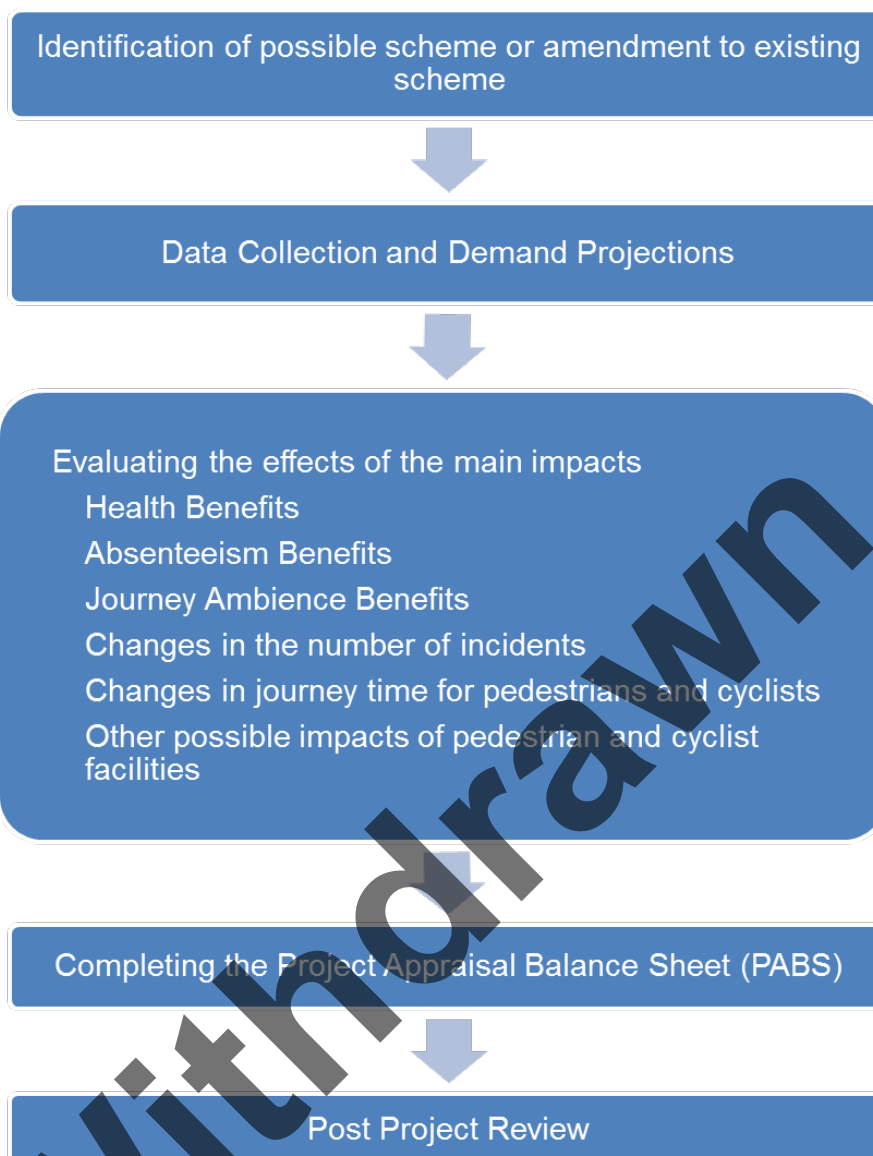 Identification of possible scheme or amendment to existing
scheme
Data Collection and Demand Projections
Evaluating the effects of the main impacts
Health Benefits
Absenteeism Benefits
Journey Ambience Benefits
Changes in the number of incidents
Changes in journey time for pedestrians and cyclists
Other possible impacts of pedestrian and cyclist
facilities
Completing the Project Appraisal Balance Sheet (PABS)
Post Project Review
Withdrawn